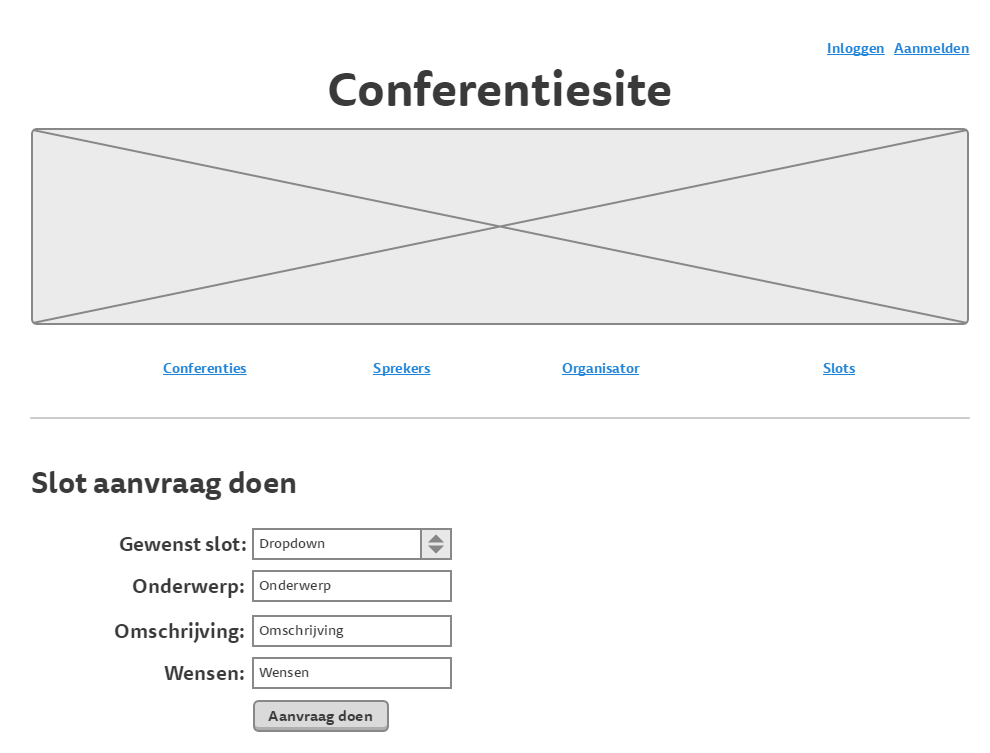 Inloggen Aanmelden
Conferentiesite
Conferenties Sprekers Organisator Slots
Slot aanvraag doen
Gewenst slot: Dropdown
Onderwerp: Onderwerp
Omschrijving: Omschrijving
Wensen: Wensen
Aanvraag doen